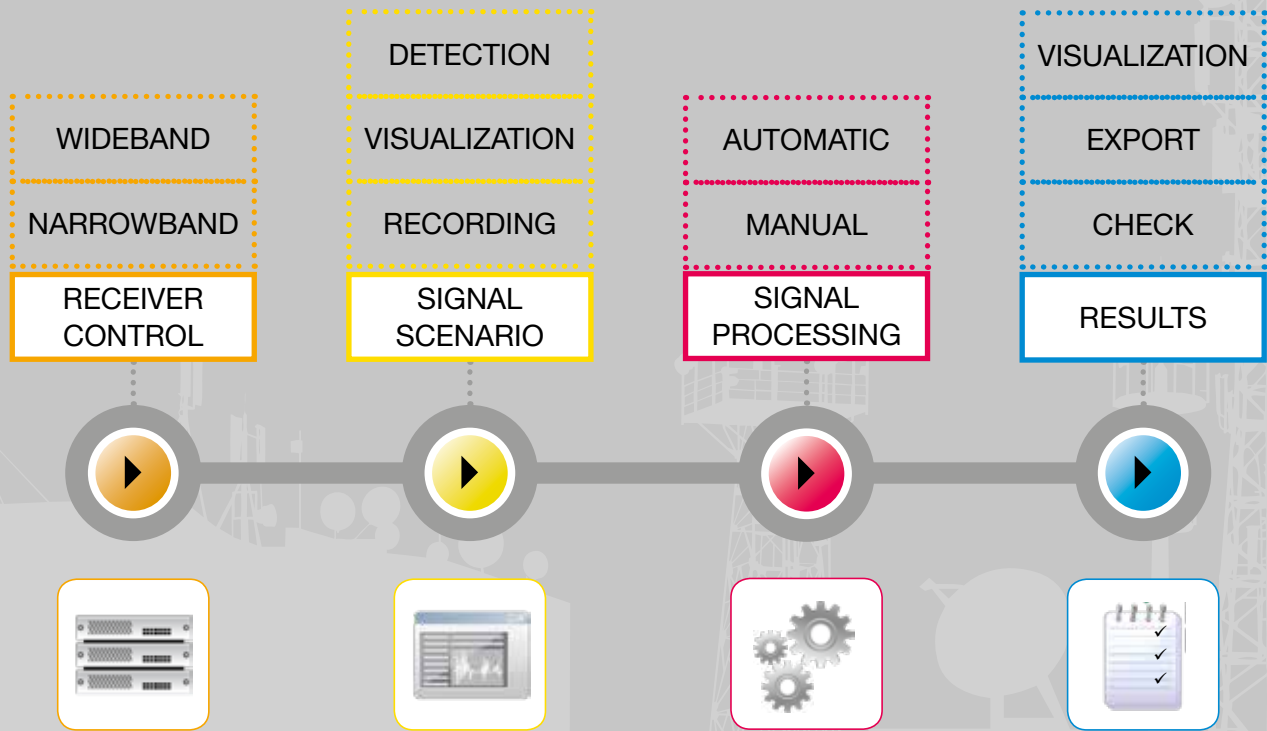 WIDEBAND
NARROWBAND
RECEIVER
CONTROL
DETECTION
VISUALIZATION
RECORDING
SIGNAL
SCENARIO
AUTOMATIC
MANUAL
SIGNAL
PROCESSING
VISUALIZATION
EXPORT
CHECK
RESULTS